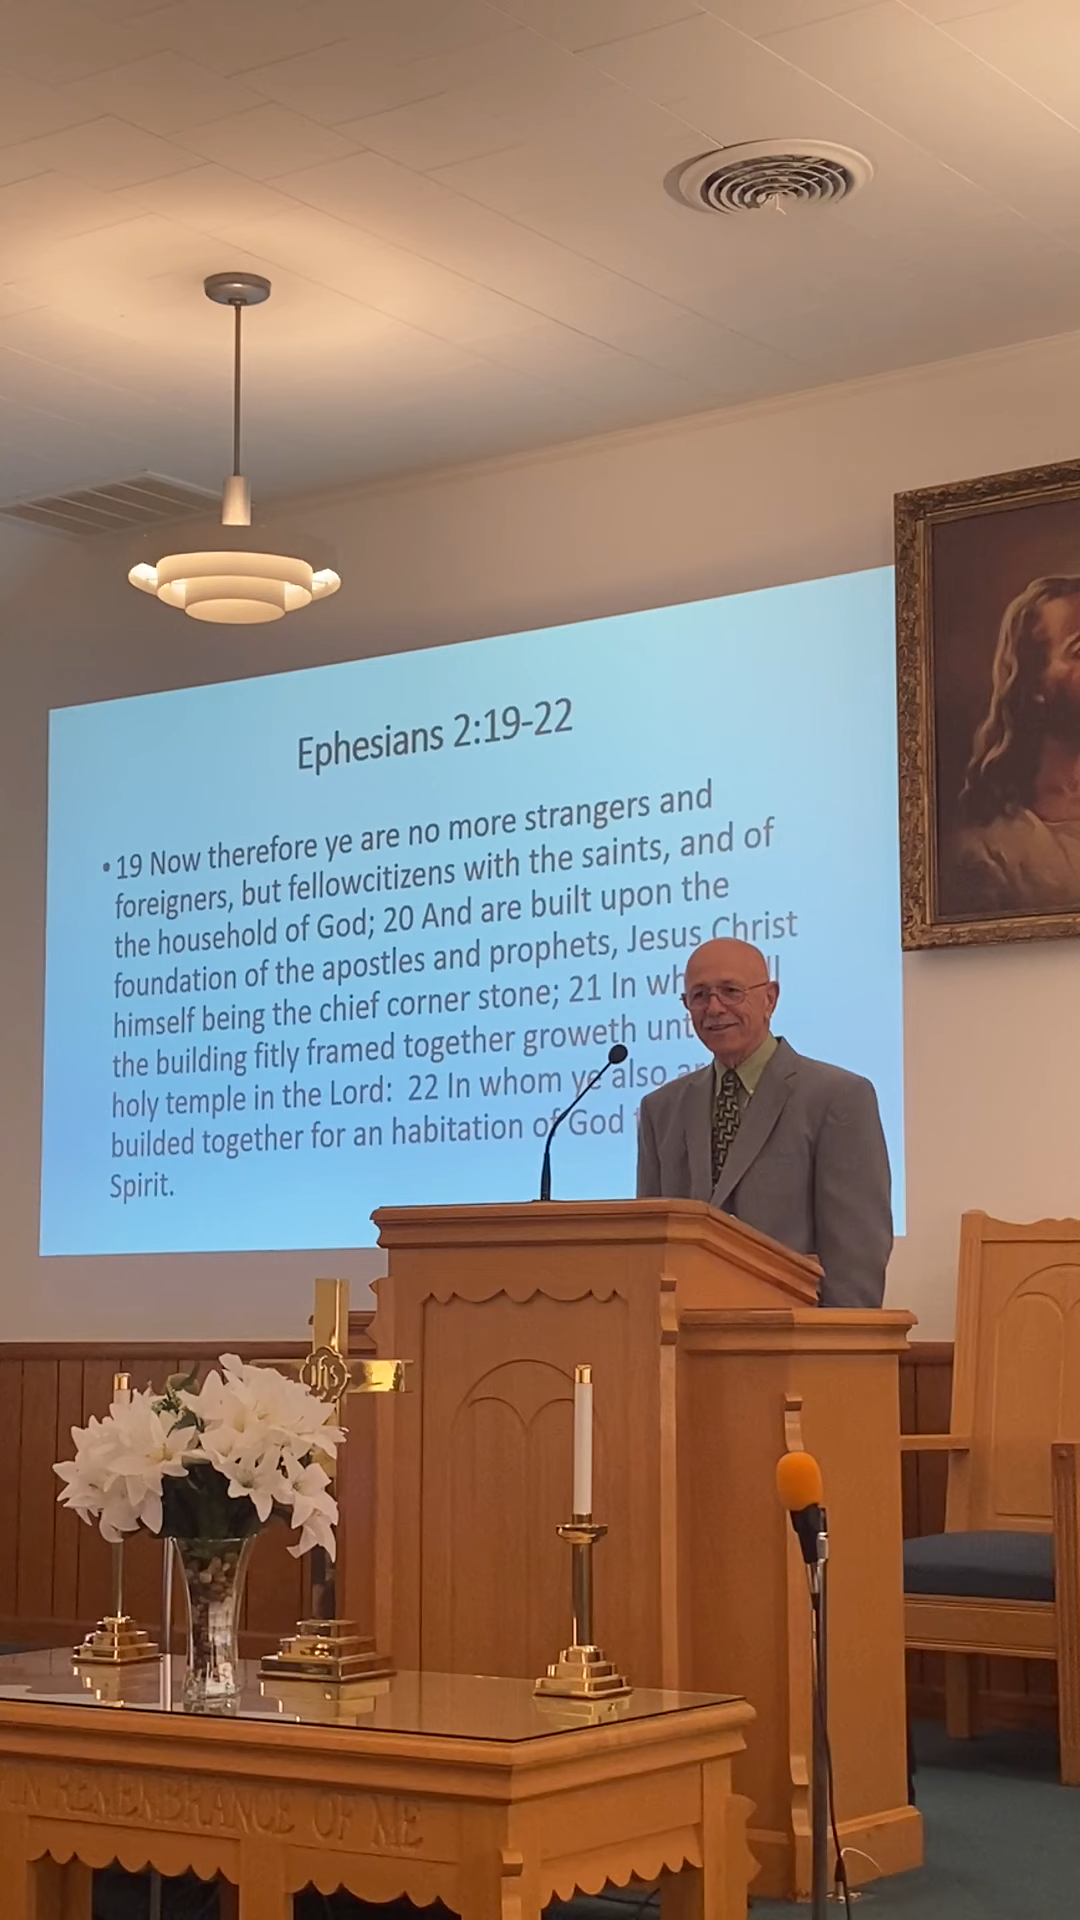 Ephesians 2:19-22
• 19 Now therefore ye are no more strangers and
foreigners, but fellowcitizens with the saints, and of
the household of God; 20 And are built upon the
foundation of the apostles and prophets, Jesus Christ
himself being the chief corner stone; 21 In
the building fitly framed together groweth
holy temple in the Lord: 22 In whom ye also
builded together for an habitation of God
Spirit.
IHS
IN REMEMBRANCE OF ME